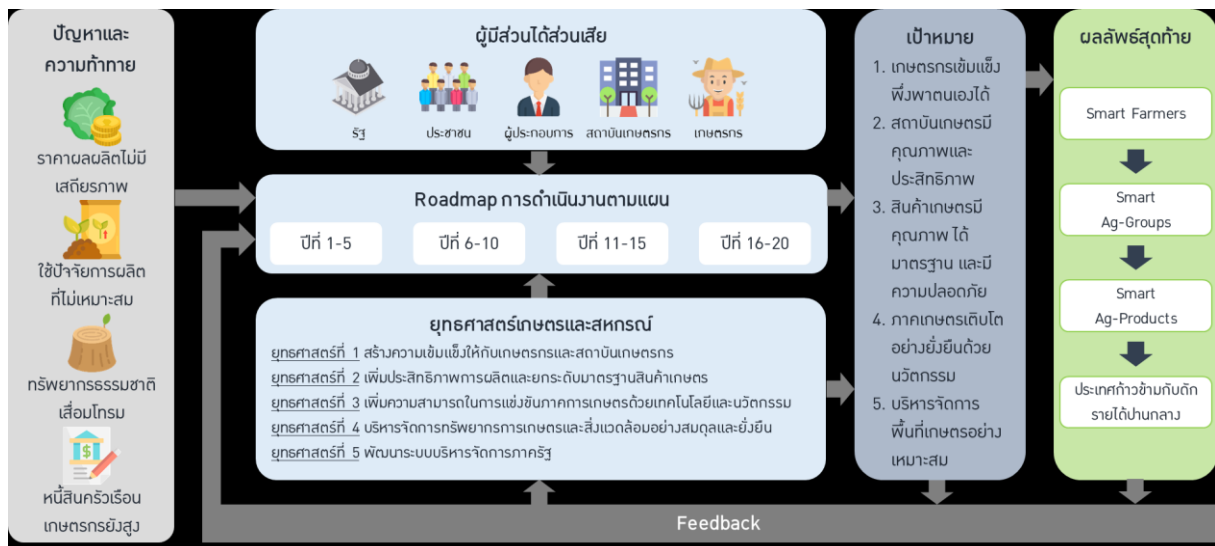 ปัญหาและ
ความท้าทาย
ราคาผลผลิตไม่มี
เสถียรภาพ
ใช้ปัจจัยการผลิต
ที่ไม่เหมาะสม
ทรัพยากรธรรมชาติ
เสื่อมโทรม
หนี้สินครัวเรือน
เกษตรกรยังสูง
ผู้มีส่วนได้ส่วนเสีย
รัฐ
ประชาชน
ผู้ประกอบการ
สถาบันเกษตรกร
เกษตรกร
Roadmap การดำเนินงานตามแผน
ปีที่ 1-5
ปีที่ 6-10
ปีที่ 11-15
ปีที่ 16-20
ยุทธศาสตร์เกษตรและสหกรณ์
ยุทธศาสตร์ที่ 1 สร้างความเข้มแข็งให้กับเกษตรกรและสถาบันเกษตรกร
ยุทธศาสตร์ที่ 2 เพิ่มประสิทธิภาพการผลิตและยกระดับมาตรฐานสินค้าเกษตร
ยุทธศาสตร์ที่ 3 เพิ่มความสามารถในการแข่งขันภาคการเกษตรด้วยเทคโนโลยีและนวัตกรรม
ยุทธศาสตร์ที่ 4 บริหารจัดการทรัพยากรการเกษตรและสิ่งแวดล้อมอย่างสมดุลและยั่งยืน
ยุทธศาสตร์ที่ 5 พัฒนาระบบบริหารจัดการภาครัฐ
เป้าหมาย
1. เกษตรกรเข้มแข็ง
พึ่งพาตนเองได้
2. สถาบันเกษตรมี
คุณภาพและ
ประสิทธิภาพ
3. สินค้าเกษตรมี
คุณภาพ ได้
มาตรฐาน และมี
ความปลอดภัย
4. ภาคเกษตรเติบโต
อย่างยั่งยืนด้วย
นวัตกรรม
5. บริหารจัดการ
พื้นที่เกษตรอย่าง
เหมาะสม
ผลลัพธ์สุดท้าย
Smart Farmers
Smart
Ag-Groups
Smart
Ag-Products
ประเทศก้าวข้ามกับดัก
รายได้ปานกลาง
Feedback